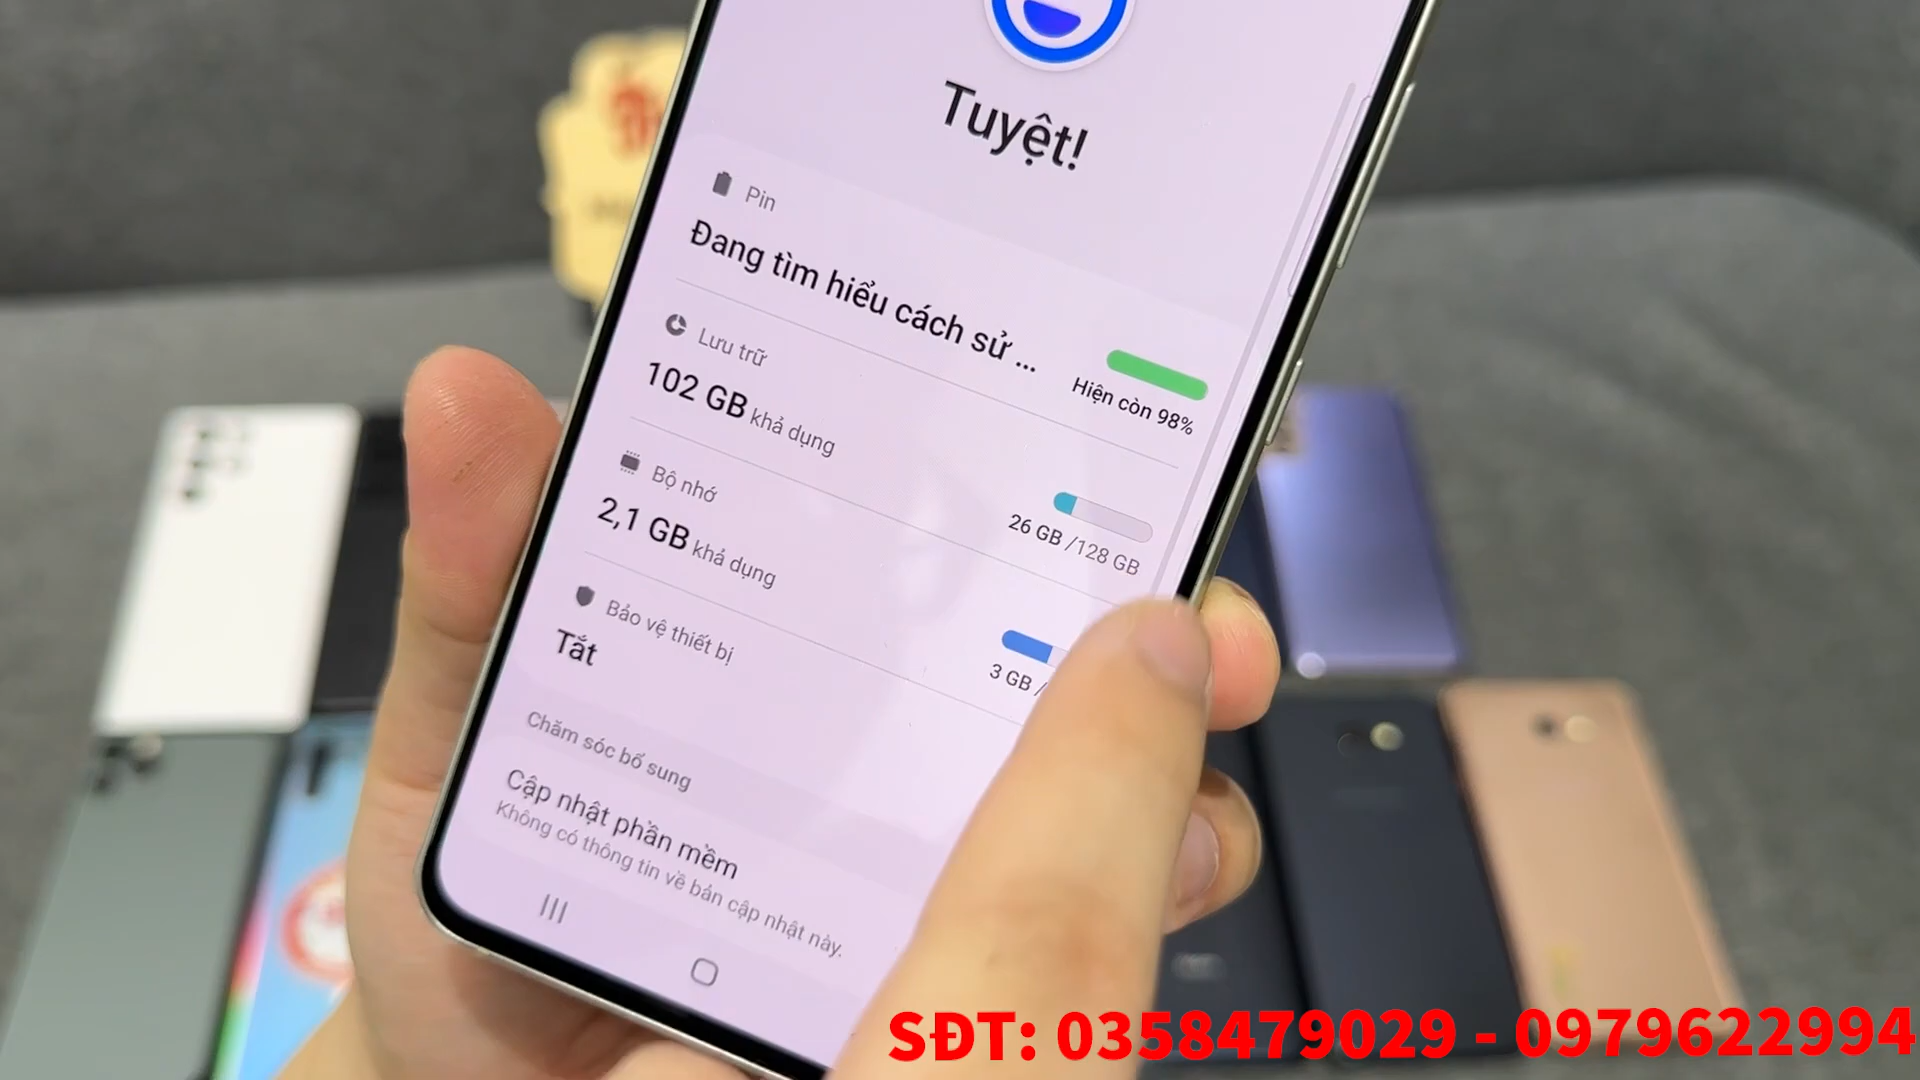 Tuyệt!
Pin
Đang tìm hiểu cách sử ...
Hiện còn 98%
Lưu trữ
102 GB khả dụng
26 GB /128 GB
Bộ nhớ
2,1 GB khả dụng
3 GB /
Bảo vệ thiết bị
Tắt
Chăm sóc bổ sung
Cập nhật phần mềm
Không có thông tin về bản cập nhật này.
SĐT: 0358479029 - 0979622994